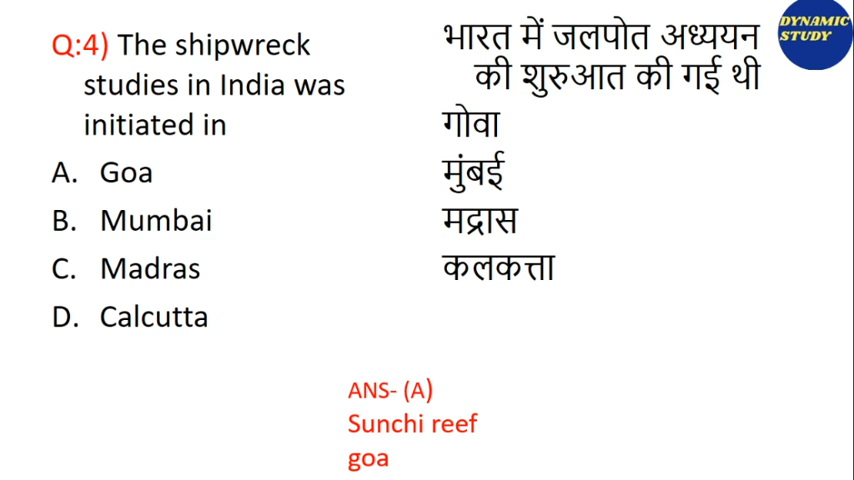 Q:4) The shipwreck
studies in India was
initiated in
A. Goa
B. Mumbai
C. Madras
D. Calcutta
भारत में जलपोत अध्ययन
की शुरुआत की गई थी
गोवा
मुंबई
मद्रास
कलकत्ता
ANS- (A)
Sunchi reef
goa
DYNAMIC
STUDY